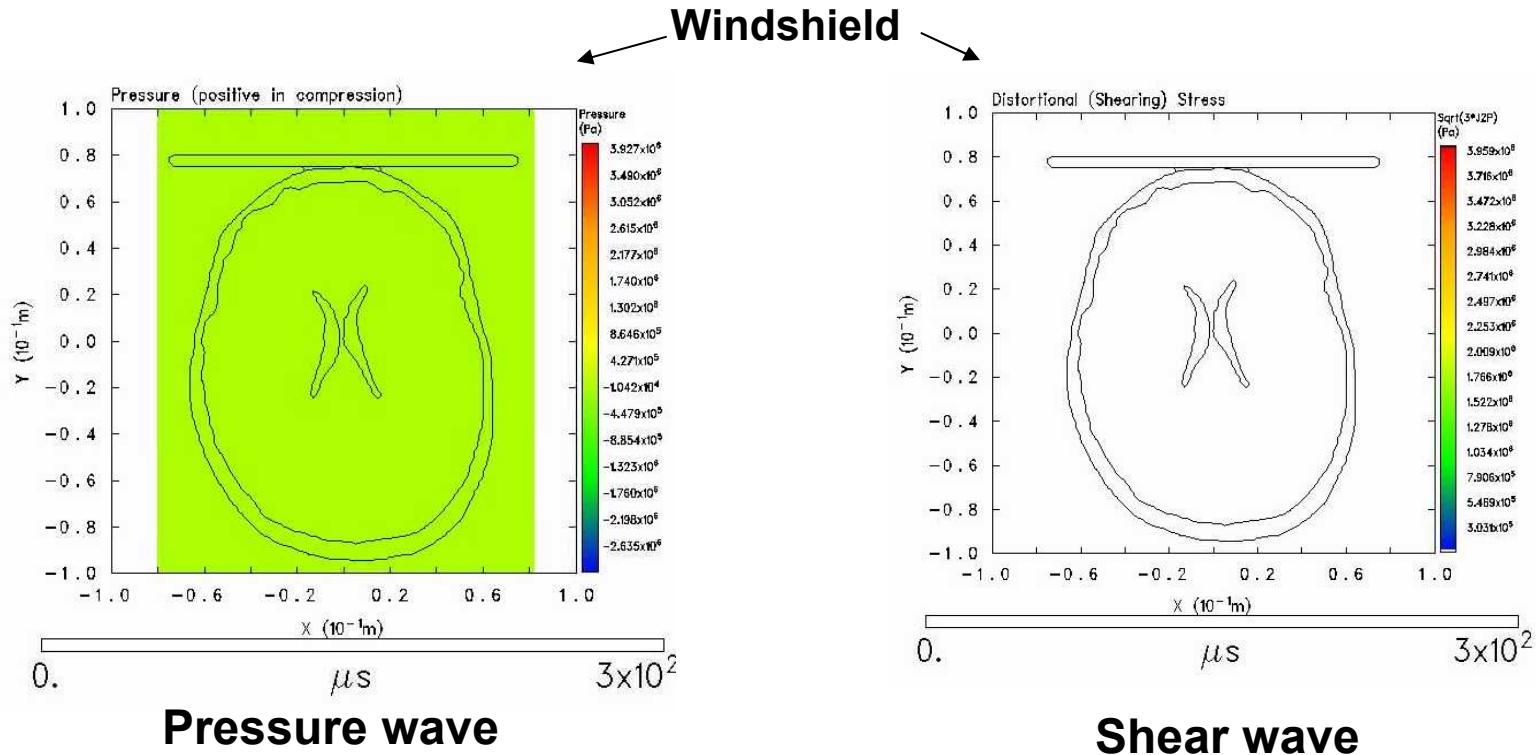 Windshield
Pressure (positive in compression)
Pressure
(Pa)
3.927x10⁶
3.490x10⁶
3.052x10⁶
2.615x10⁶
2.177x10⁶
1.740x10⁶
1.302x10⁶
8.646x10⁵
4.271x10⁵
-1.042x10⁴
-4.479x10⁵
-8.854x10⁵
-1.323x10⁶
-1.760x10⁶
-2.198x10⁶
-2.635x10⁶
1.0
0.8
0.6
0.4
0.2
0.0
-0.2
-0.4
-0.6
-0.8
-1.0
Y (10⁻¹m)
-1.0 -0.6 -0.2 0.2 0.6 1.0
X (10⁻¹m)
0. μs 3x10²
Pressure wave
Distortional (Shearing) Stress
Sqrt(3*J2P)
(Pa)
3.959x10⁶
3.716x10⁶
3.472x10⁶
3.228x10⁶
2.984x10⁶
2.741x10⁶
2.497x10⁶
2.253x10⁶
2.009x10⁶
1.766x10⁶
1.522x10⁶
1.278x10⁶
1.034x10⁶
7.906x10⁵
5.469x10⁵
3.031x10⁵
1.0
0.8
0.6
0.4
0.2
0.0
-0.2
-0.4
-0.6
-0.8
-1.0
Y (10⁻¹m)
-1.0 -0.6 -0.2 0.2 0.6 1.0
X (10⁻¹m)
0. μs 3x10²
Shear wave